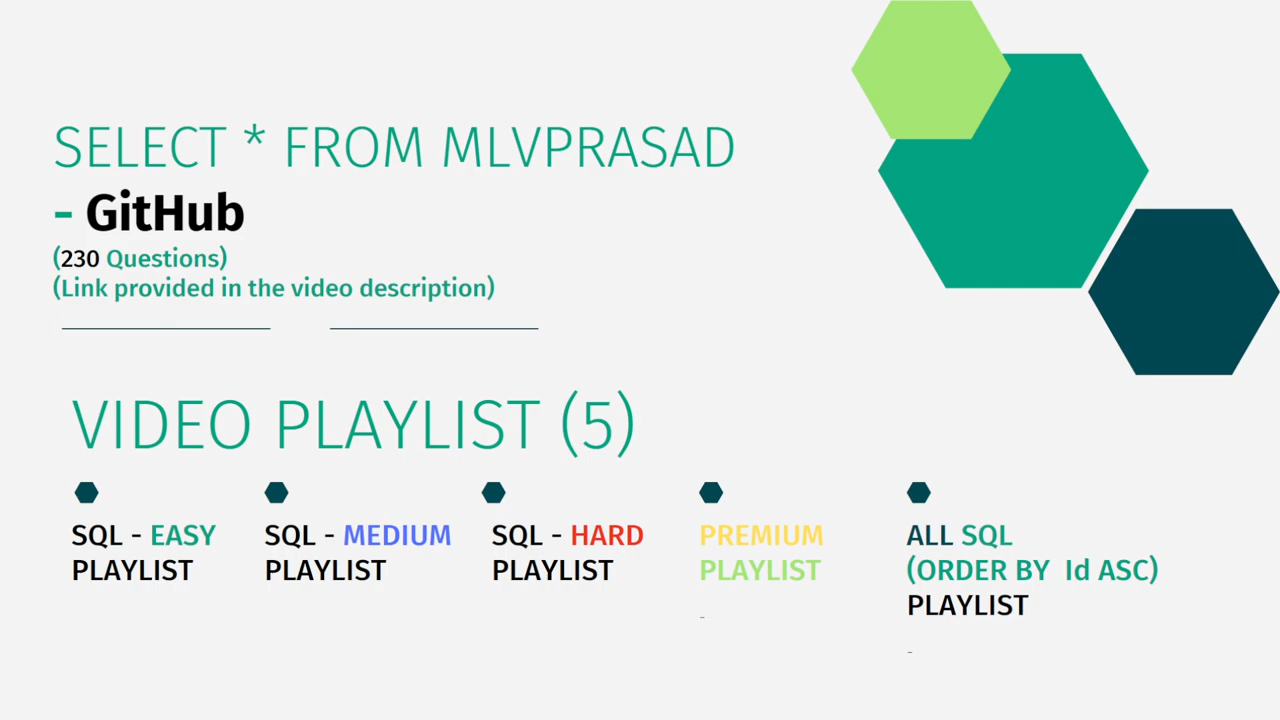 SELECT * FROM MLVPRASAD
- GitHub
(230 Questions)
(Link provided in the video description)
VIDEO PLAYLIST (5)
SQL - EASY
PLAYLIST
SQL - MEDIUM
PLAYLIST
SQL - HARD
PLAYLIST
PREMIUM
PLAYLIST
-
ALL SQL
(ORDER BY Id ASC)
PLAYLIST
-